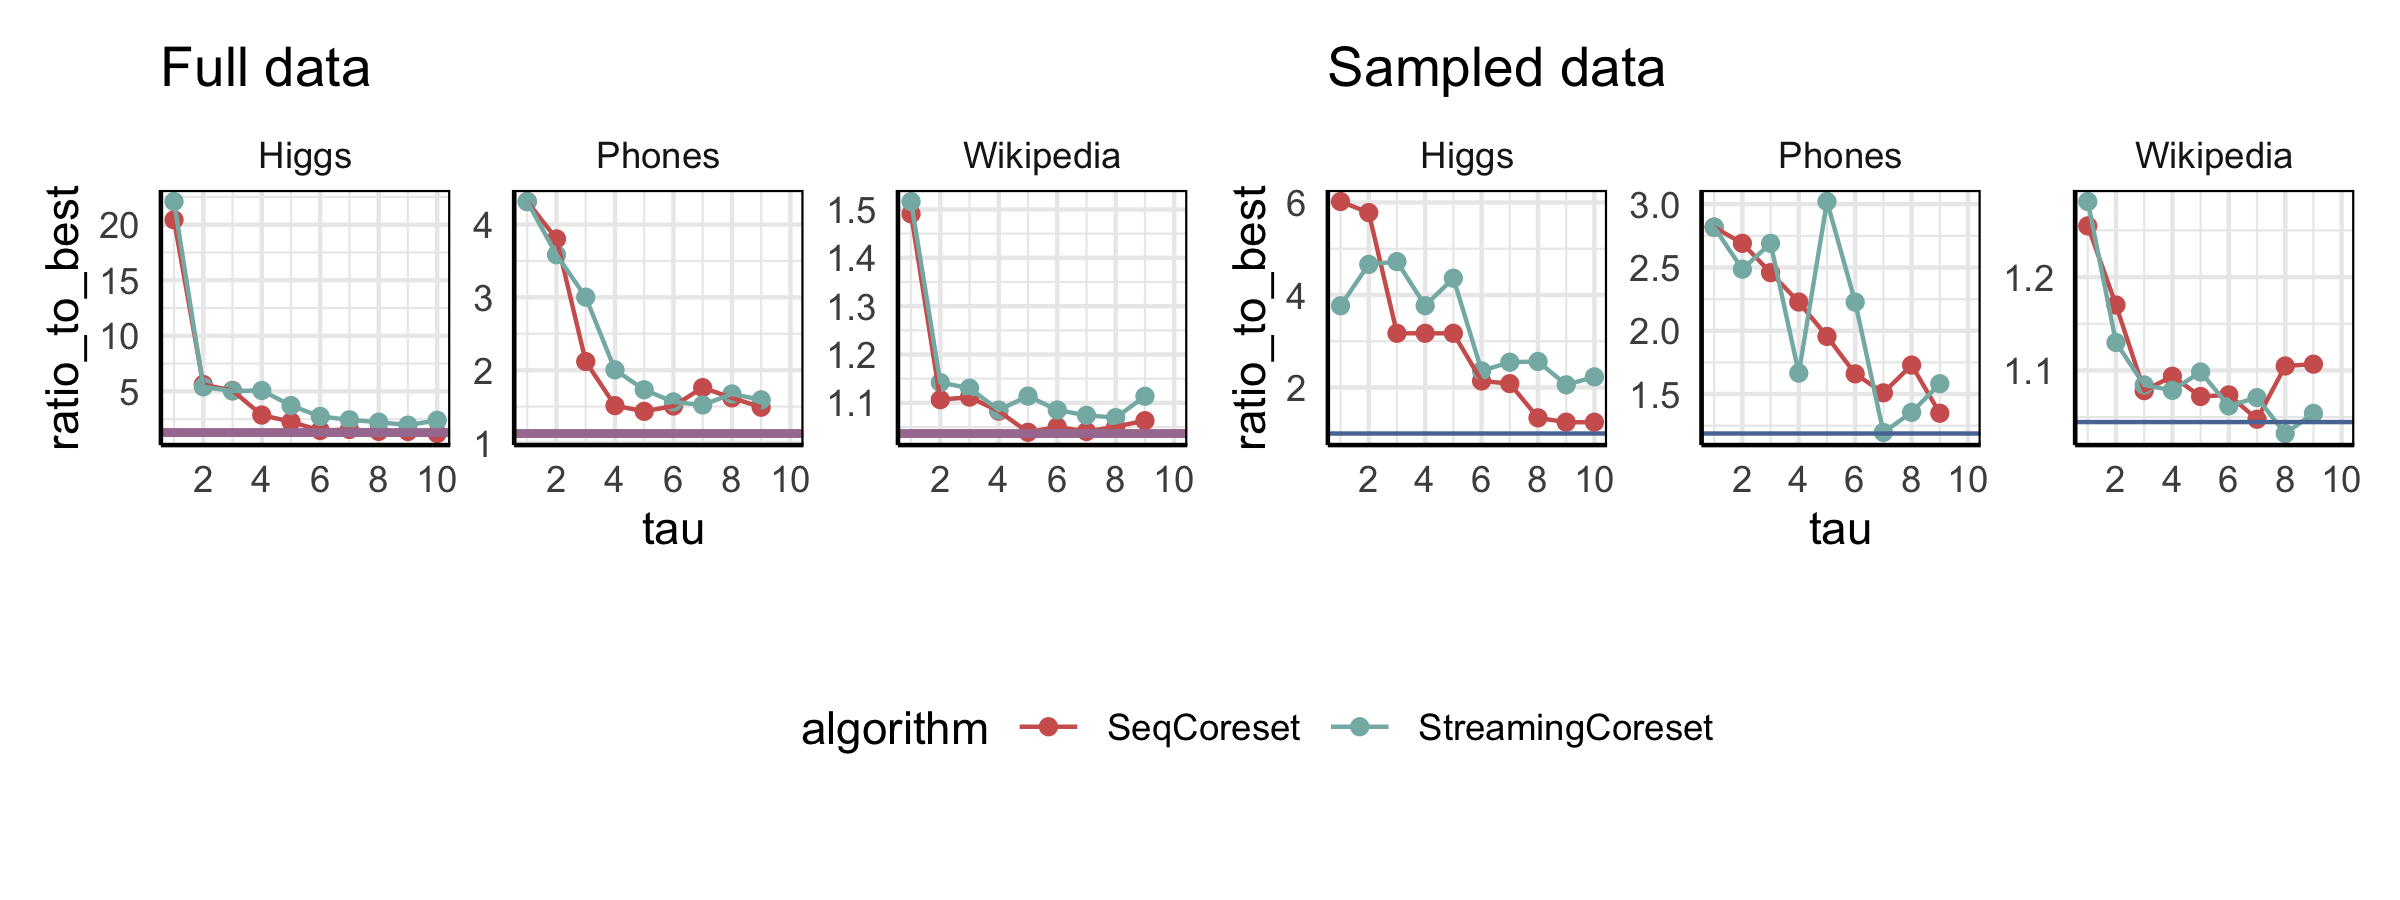 Full data
Sampled data
Higgs
Phones
Wikipedia
Higgs
Phones
Wikipedia
ratio_to_best
20
15
10
5
4
3
2
1
1.5
1.4
1.3
1.2
1.1
ratio_to_best
6
4
2
3.0
2.5
2.0
1.5
1.2
1.1
2 4 6 8 10
2 4 6 8 10
2 4 6 8 10
2 4 6 8 10
2 4 6 8 10
2 4 6 8 10
tau
tau
algorithm SeqCoreset StreamingCoreset